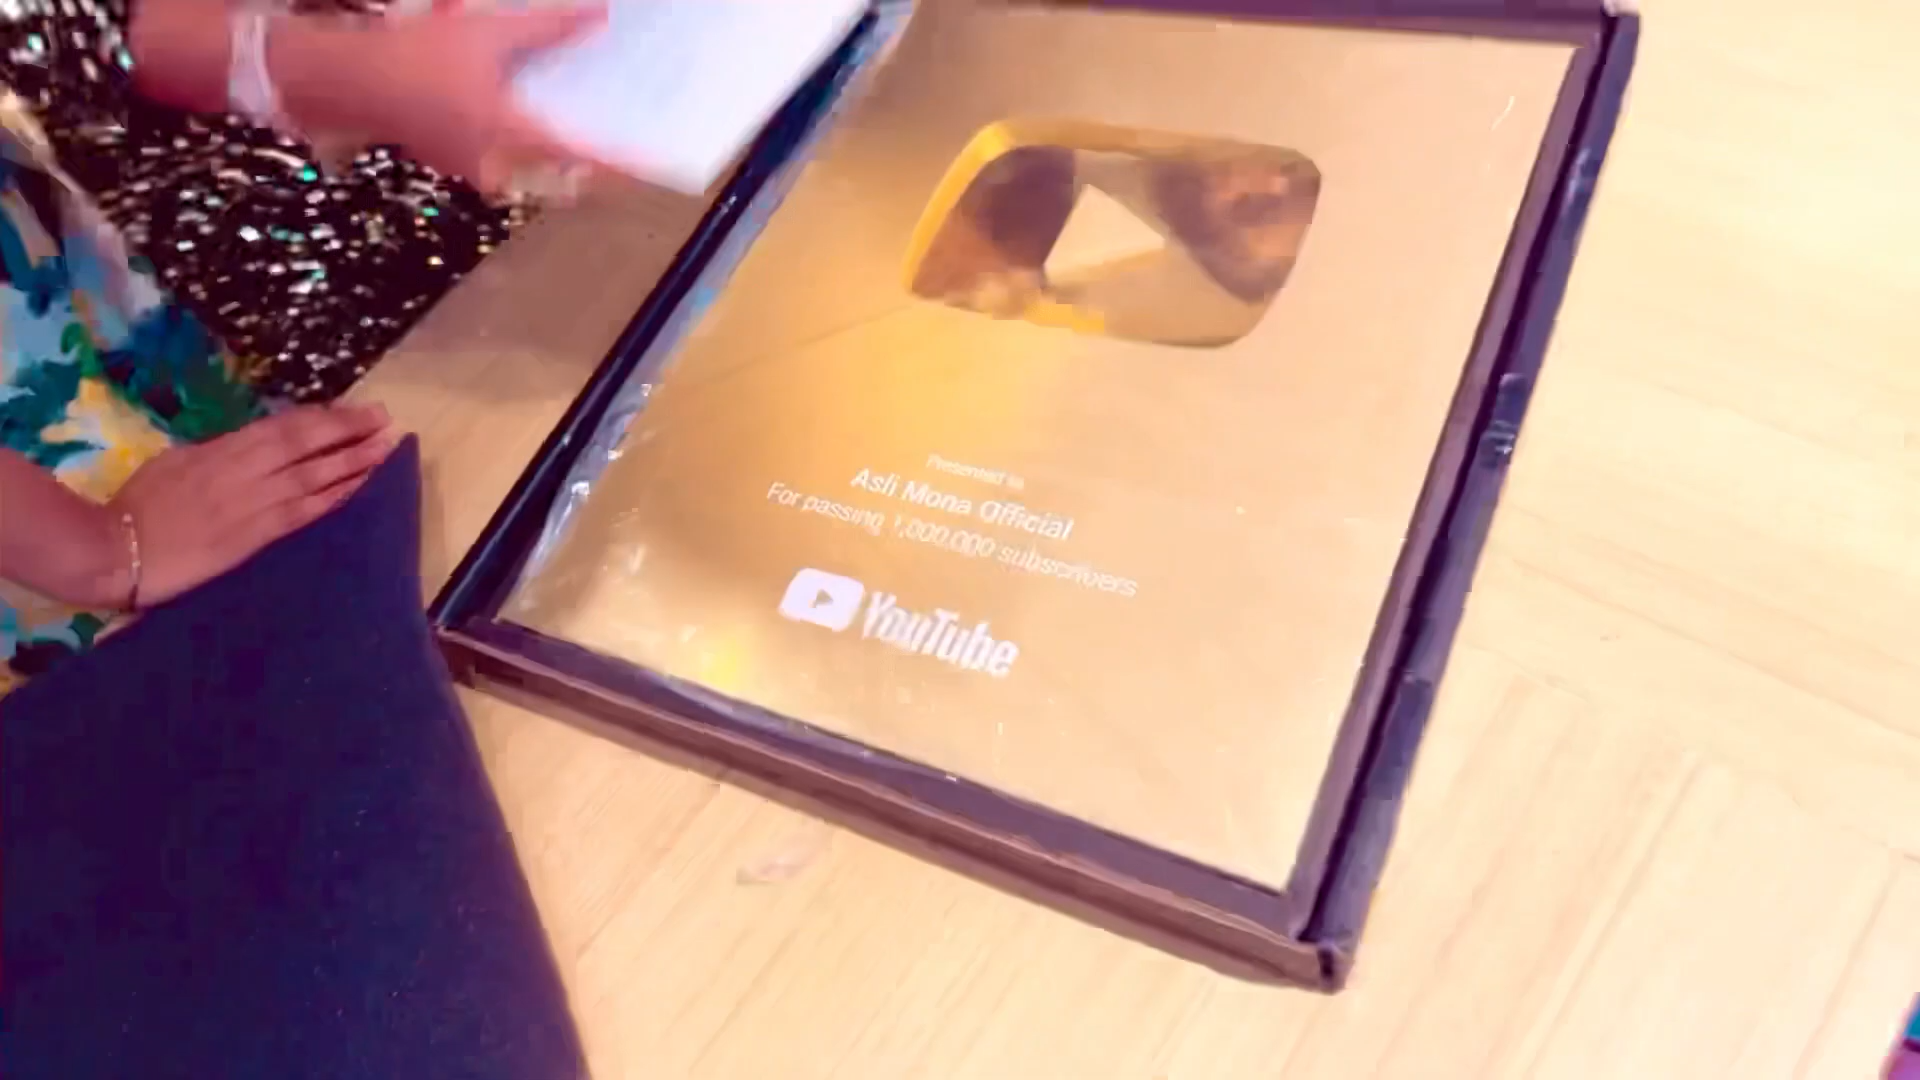 Presented to
Asli Mona Official
For passing 1,000,000 subscribers
YouTube